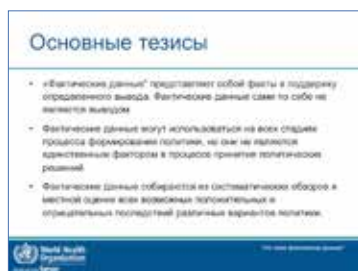 Основные тезисы
• «Фактические данные" представляют собой факты в поддержку
определенного вывода. Фактические данные сами по себе не
являются выводом
• Фактические данные могут использоваться на всех стадиях
процесса формирования политики, но они не являются
единственным фактором в процессе принятия политических
решений
• Фактические данные собираются из систематических обзоров и
местной оценки всех возможных положительных и
отрицательных последствий различных вариантов политики.
World Health
Organization